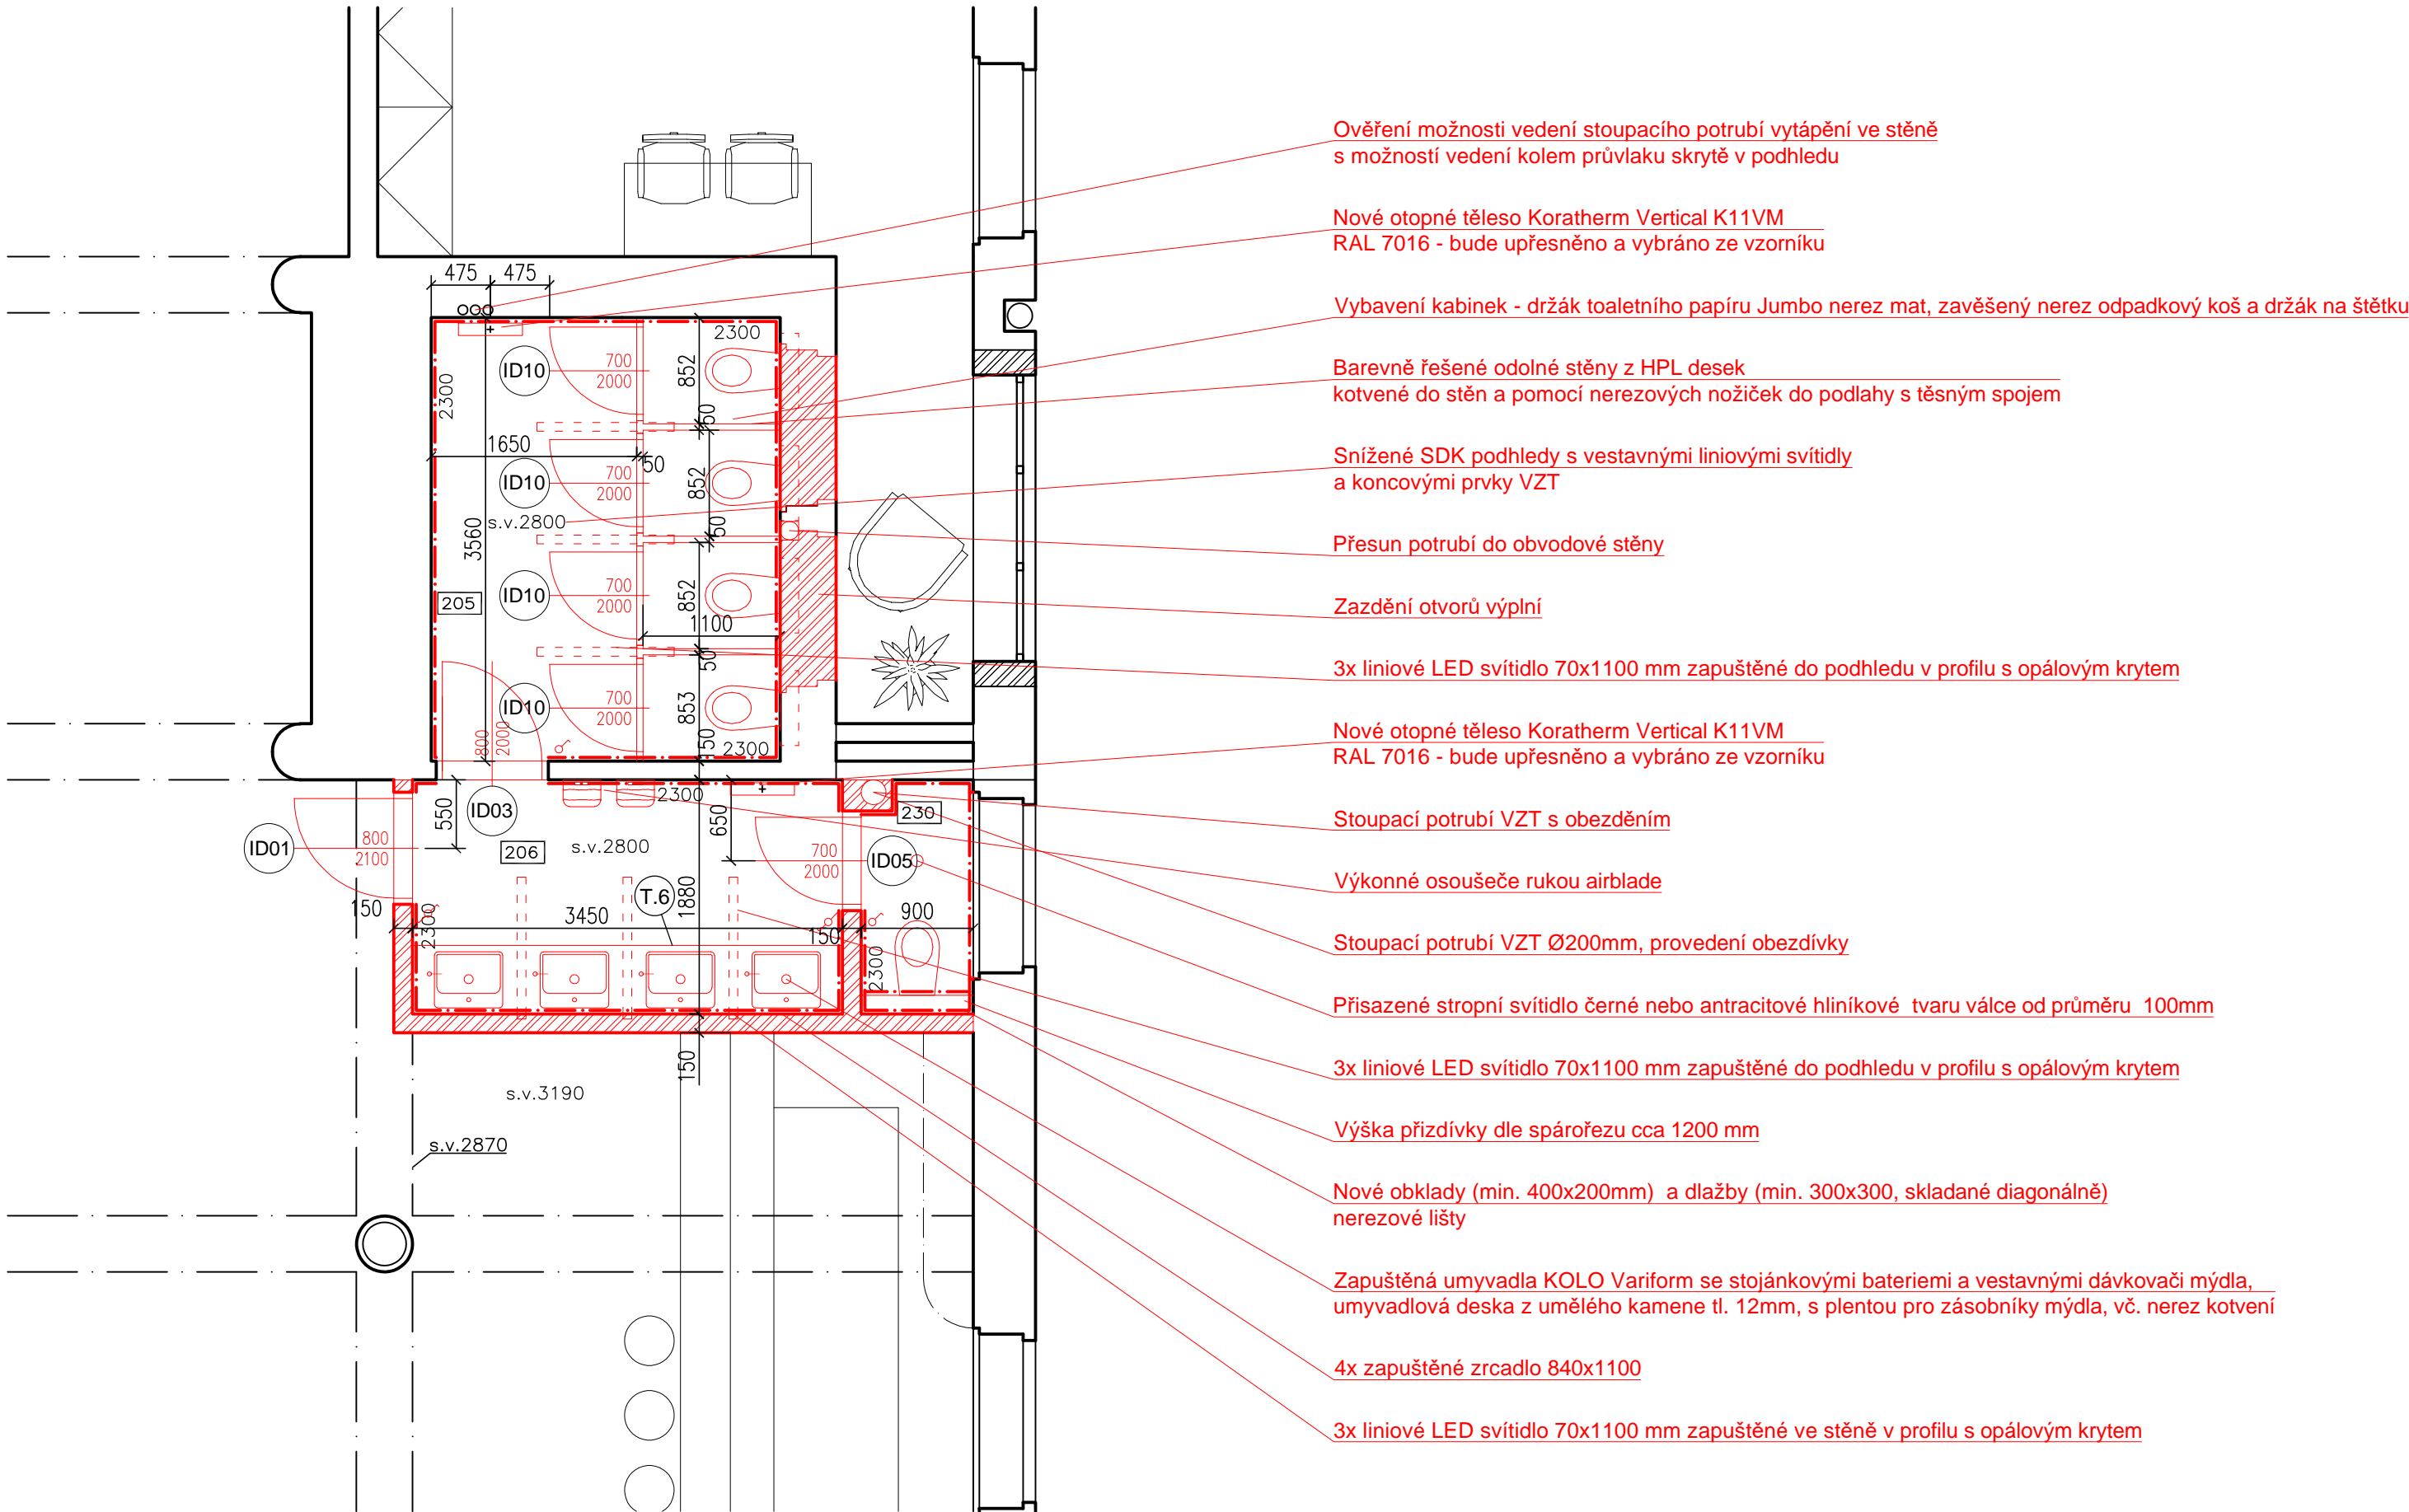 Ověření možnosti vedení stoupacího potrubí vytápění ve stěně
s možností vedení kolem průvlaku skrytě v podhledu
Nové otopné těleso Koratherm Vertical K11VM
RAL 7016 - bude upřesněno a vybráno ze vzorníku
Vybavení kabinek - držák toaletního papíru Jumbo nerez mat, zavěšený nerez odpadkový koš a držák na štětku
Barevně řešené odolné stěny z HPL desek
kotvené do stěn a pomocí nerezových nožiček do podlahy s těsným spojem
Snížené SDK podhledy s vestavnými liniovými svítidly
a koncovými prvky VZT
Přesun potrubí do obvodové stěny
Zazdění otvorů výplní
3x liniové LED svítidlo 70x1100 mm zapuštěné do podhledu v profilu s opálovým krytem
Nové otopné těleso Koratherm Vertical K11VM
RAL 7016 - bude upřesněno a vybráno ze vzorníku
Stoupací potrubí VZT s obezděním
Výkonné osoušeče rukou airblade
Stoupací potrubí VZT Ø200mm, provedení obezdívky
Přisazené stropní svítidlo černé nebo antracitové hliníkové tvaru válce od průměru 100mm
3x liniové LED svítidlo 70x1100 mm zapuštěné do podhledu v profilu s opálovým krytem
Výška přizdívky dle spárořezu cca 1200 mm
Nové obklady (min. 400x200mm) a dlažby (min. 300x300, skladané diagonálně)
nerezové lišty
Zapuštěná umyvadla KOLO Variform se stojánkovými bateriemi a vestavnými dávkovači mýdla,
umyvadlová deska z umělého kamene tl. 12mm, s plentou pro zásobníky mýdla, vč. nerez kotvení
4x zapuštěné zrcadlo 840x1100
3x liniové LED svítidlo 70x1100 mm zapuštěné ve stěně v profilu s opálovým krytem
475 475
2300
ID10 700
2000
852
2300
50
1650
50
ID10 700
2000
852
s.v.2800
50
3560
ID10 700
2000
852
205
1100
50
ID10 700
2000
853
800
2000
150
2300
ID03
2300
550
650
230
ID01 800
2100
206
s.v.2800
700
2000
ID05
T.6
1880
150
3450
900
2300
150
2300
150
s.v.3190
s.v.2870